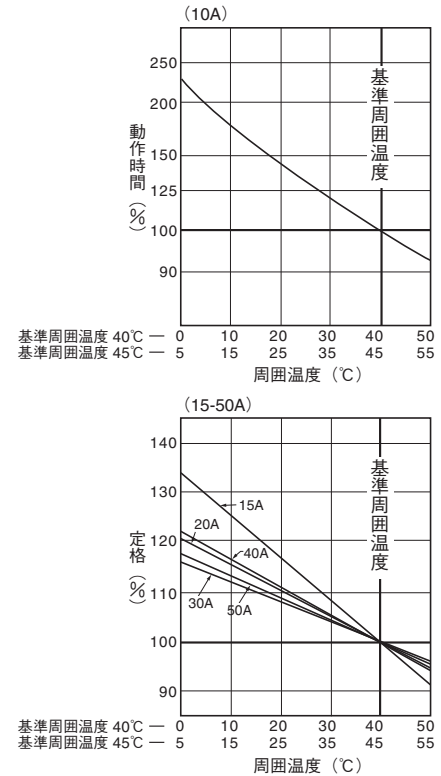 （10A）
250
200
150
125
100
90
動作時間（％）
基準周囲温度
基準周囲温度 40℃ — 0 10 20 30 40 50
基準周囲温度 45℃ — 5 15 25 35 45 55
周囲温度（℃）
（15-50A）
140
130
120
110
100
90
定格（％）
15A
20A
40A
30A
50A
基準周囲温度
基準周囲温度 40℃ — 0 10 20 30 40 50
基準周囲温度 45℃ — 5 15 25 35 45 55
周囲温度（℃）